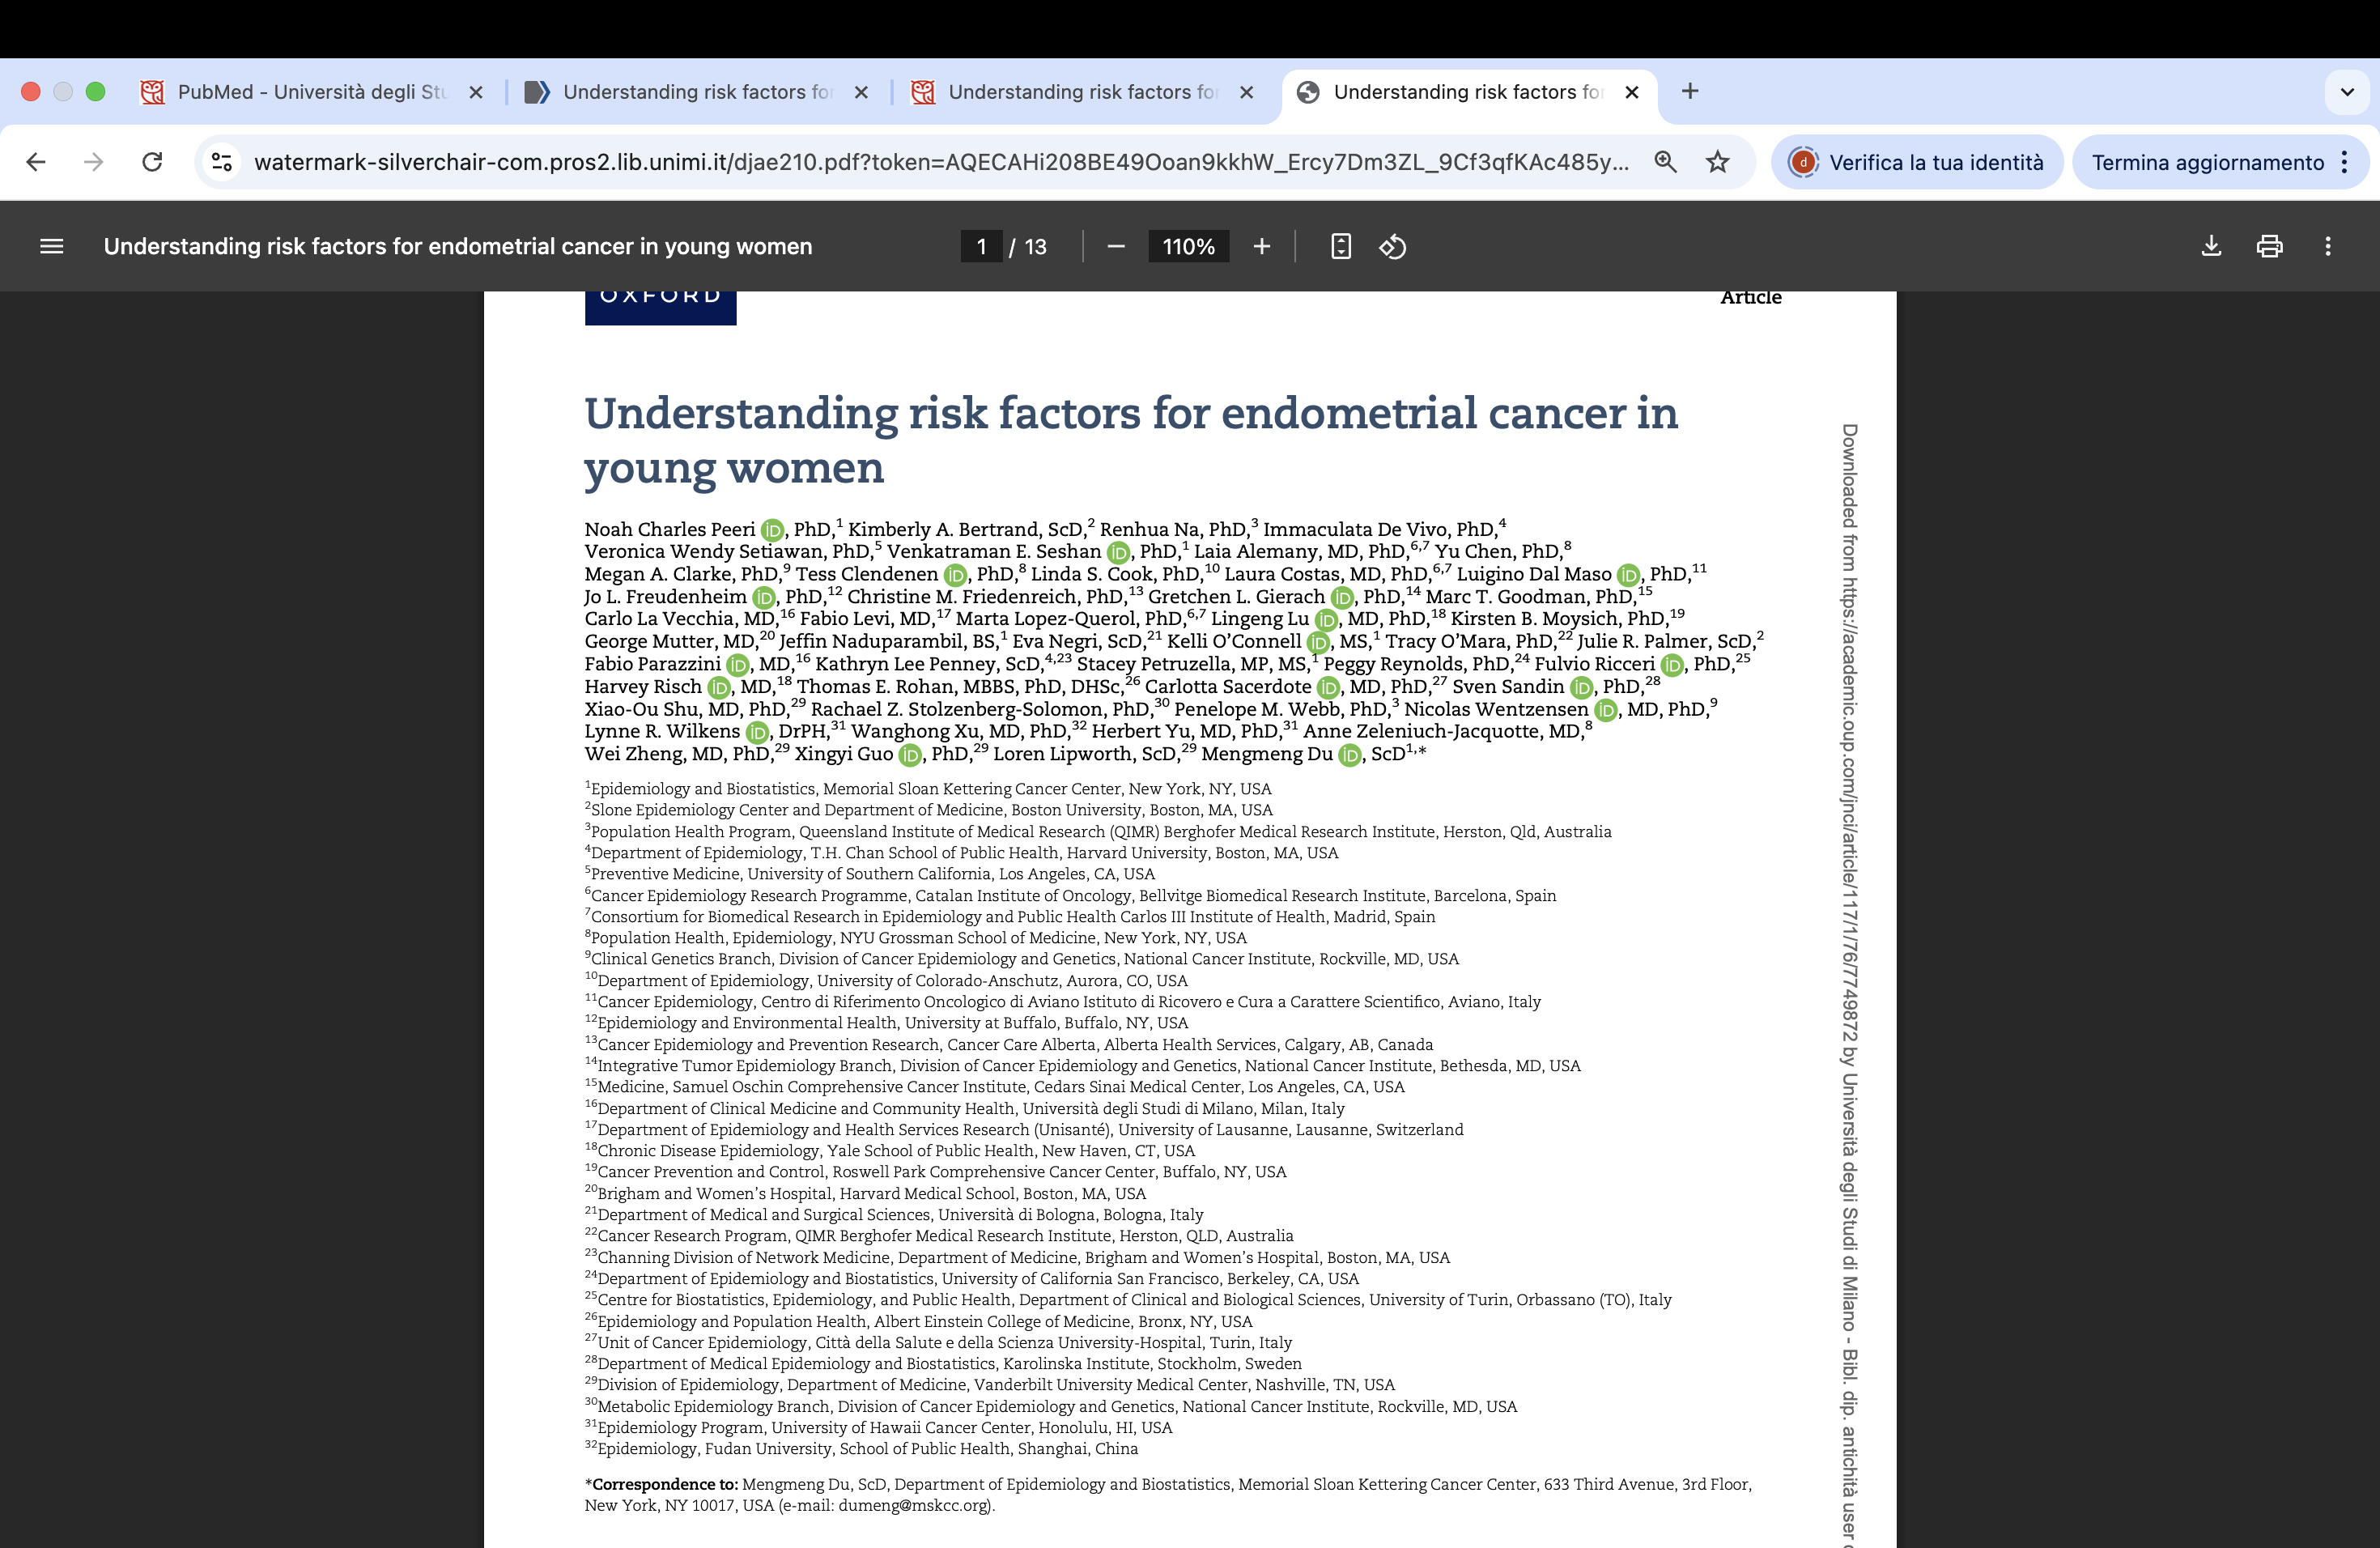 PubMed - Università degli Stu
Understanding risk factors for
Understanding risk factors for
Understanding risk factors for
watermark-silverchair-com.pros2.lib.unimi.it/djae210.pdf?token=AQECAHi208BE49Ooan9kkhW_Ercy7Dm3ZL_9Cf3qfKAc485y...
d Verifica la tua identità
Termina aggiornamento
Understanding risk factors for endometrial cancer in young women
1 / 13
110%
OXFORD
Article
Understanding risk factors for endometrial cancer in
young women
Noah Charles Peeri iD, PhD,1 Kimberly A. Bertrand, ScD,2 Renhua Na, PhD,3 Immaculata De Vivo, PhD,4
Veronica Wendy Setiawan, PhD,5 Venkatraman E. Seshan iD, PhD,1 Laia Alemany, MD, PhD,6,7 Yu Chen, PhD,8
Megan A. Clarke, PhD,9 Tess Clendenen iD, PhD,8 Linda S. Cook, PhD,10 Laura Costas, MD, PhD,6,7 Luigino Dal Maso iD, PhD,11
Jo L. Freudenheim iD, PhD,12 Christine M. Friedenreich, PhD,13 Gretchen L. Gierach iD, PhD,14 Marc T. Goodman, PhD,15
Carlo La Vecchia, MD,16 Fabio Levi, MD,17 Marta Lopez-Querol, PhD,6,7 Lingeng Lu iD, MD, PhD,18 Kirsten B. Moysich, PhD,19
George Mutter, MD,20 Jeffin Naduparambil, BS,1 Eva Negri, ScD,21 Kelli O’Connell iD, MS,1 Tracy O’Mara, PhD,22 Julie R. Palmer, ScD,2
Fabio Parazzini iD, MD,16 Kathryn Lee Penney, ScD,4,23 Stacey Petruzella, MP, MS,1 Peggy Reynolds, PhD,24 Fulvio Ricceri iD, PhD,25
Harvey Risch iD, MD,18 Thomas E. Rohan, MBBS, PhD, DHSc,26 Carlotta Sacerdote iD, MD, PhD,27 Sven Sandin iD, PhD,28
Xiao-Ou Shu, MD, PhD,29 Rachael Z. Stolzenberg-Solomon, PhD,30 Penelope M. Webb, PhD,3 Nicolas Wentzensen iD, MD, PhD,9
Lynne R. Wilkens iD, DrPH,31 Wanghong Xu, MD, PhD,32 Herbert Yu, MD, PhD,31 Anne Zeleniuch-Jacquotte, MD,8
Wei Zheng, MD, PhD,29 Xingyi Guo iD, PhD,29 Loren Lipworth, ScD,29 Mengmeng Du iD, ScD1,*
1Epidemiology and Biostatistics, Memorial Sloan Kettering Cancer Center, New York, NY, USA
2Slone Epidemiology Center and Department of Medicine, Boston University, Boston, MA, USA
3Population Health Program, Queensland Institute of Medical Research (QIMR) Berghofer Medical Research Institute, Herston, Qld, Australia
4Department of Epidemiology, T.H. Chan School of Public Health, Harvard University, Boston, MA, USA
5Preventive Medicine, University of Southern California, Los Angeles, CA, USA
6Cancer Epidemiology Research Programme, Catalan Institute of Oncology, Bellvitge Biomedical Research Institute, Barcelona, Spain
7Consortium for Biomedical Research in Epidemiology and Public Health Carlos III Institute of Health, Madrid, Spain
8Population Health, Epidemiology, NYU Grossman School of Medicine, New York, NY, USA
9Clinical Genetics Branch, Division of Cancer Epidemiology and Genetics, National Cancer Institute, Rockville, MD, USA
10Department of Epidemiology, University of Colorado-Anschutz, Aurora, CO, USA
11Cancer Epidemiology, Centro di Riferimento Oncologico di Aviano Istituto di Ricovero e Cura a Carattere Scientifico, Aviano, Italy
12Epidemiology and Environmental Health, University at Buffalo, Buffalo, NY, USA
13Cancer Epidemiology and Prevention Research, Cancer Care Alberta, Alberta Health Services, Calgary, AB, Canada
14Integrative Tumor Epidemiology Branch, Division of Cancer Epidemiology and Genetics, National Cancer Institute, Bethesda, MD, USA
15Medicine, Samuel Oschin Comprehensive Cancer Institute, Cedars Sinai Medical Center, Los Angeles, CA, USA
16Department of Clinical Medicine and Community Health, Università degli Studi di Milano, Milan, Italy
17Department of Epidemiology and Health Services Research (Unisanté), University of Lausanne, Lausanne, Switzerland
18Chronic Disease Epidemiology, Yale School of Public Health, New Haven, CT, USA
19Cancer Prevention and Control, Roswell Park Comprehensive Cancer Center, Buffalo, NY, USA
20Brigham and Women’s Hospital, Harvard Medical School, Boston, MA, USA
21Department of Medical and Surgical Sciences, Università di Bologna, Bologna, Italy
22Cancer Research Program, QIMR Berghofer Medical Research Institute, Herston, QLD, Australia
23Channing Division of Network Medicine, Department of Medicine, Brigham and Women’s Hospital, Boston, MA, USA
24Department of Epidemiology and Biostatistics, University of California San Francisco, Berkeley, CA, USA
25Centre for Biostatistics, Epidemiology, and Public Health, Department of Clinical and Biological Sciences, University of Turin, Orbassano (TO), Italy
26Epidemiology and Population Health, Albert Einstein College of Medicine, Bronx, NY, USA
27Unit of Cancer Epidemiology, Città della Salute e della Scienza University-Hospital, Turin, Italy
28Department of Medical Epidemiology and Biostatistics, Karolinska Institute, Stockholm, Sweden
29Division of Epidemiology, Department of Medicine, Vanderbilt University Medical Center, Nashville, TN, USA
30Metabolic Epidemiology Branch, Division of Cancer Epidemiology and Genetics, National Cancer Institute, Rockville, MD, USA
31Epidemiology Program, University of Hawaii Cancer Center, Honolulu, HI, USA
32Epidemiology, Fudan University, School of Public Health, Shanghai, China
*Correspondence to: Mengmeng Du, ScD, Department of Epidemiology and Biostatistics, Memorial Sloan Kettering Cancer Center, 633 Third Avenue, 3rd Floor,
New York, NY 10017, USA (e-mail: dumeng@mskcc.org).
Downloaded from https://academic.oup.com/jnci/article/117/1/76/7749872 by Università degli Studi di Milano - Bibl. dip. antichità user